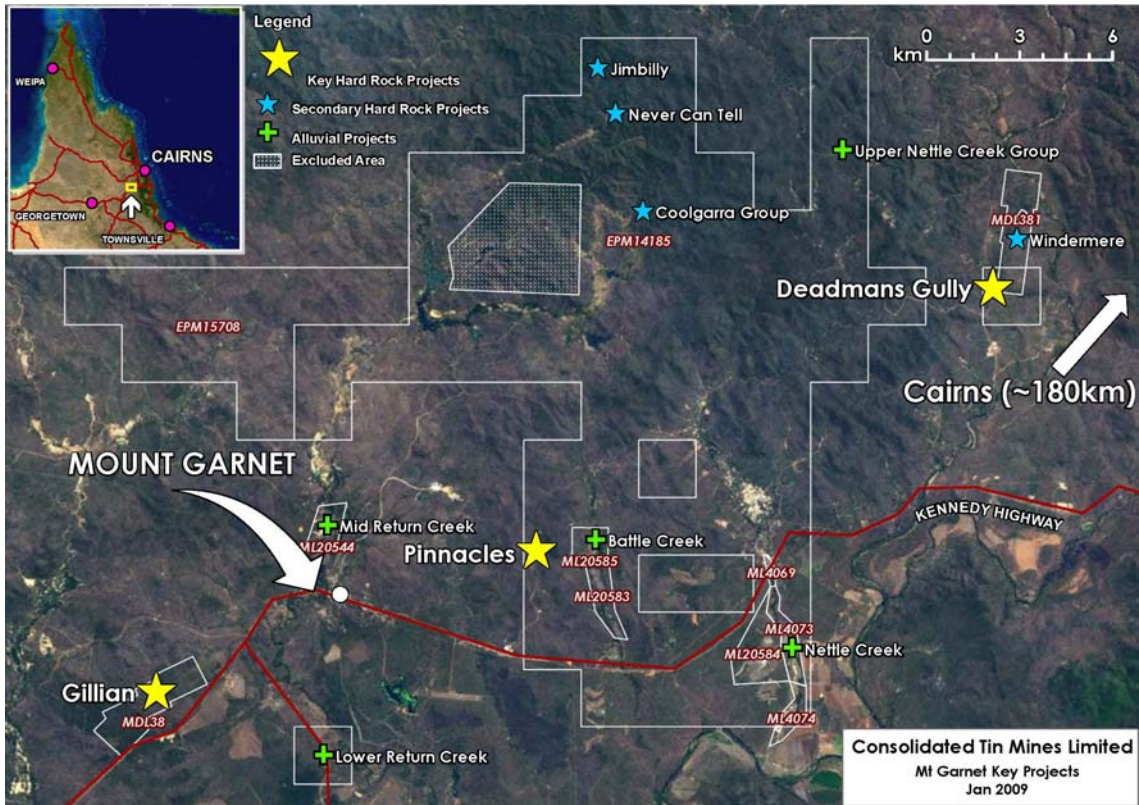 Legend
Key Hard Rock Projects
Secondary Hard Rock Projects
Alluvial Projects
Excluded Area
WEIPA
CAIRNS
GEORGETOWN
TOWNSVILLE
0 3 6
km
Jimbilly
Never Can Tell
Upper Nettle Creek Group
Coolgarra Group
EPM14185
MDL381
Windermere
Deadmans Gully
EPM15708
Cairns (~180km)
MOUNT GARNET
KENNEDY HIGHWAY
Mid Return Creek
ML20544
Pinnacles
Battle Creek
ML20585
ML4069
ML20583
ML4073
ML20584
Nettle Creek
Gillian
MDL38
ML4074
Lower Return Creek
Consolidated Tin Mines Limited
Mt Garnet Key Projects
Jan 2009